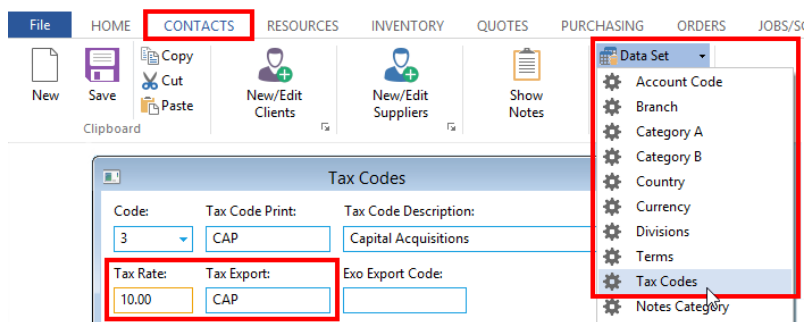 File HOME CONTACTS RESOURCES INVENTORY QUOTES PURCHASING ORDERS JOBS/SC
New
Save
Copy
Cut
Paste
Clipboard
New/Edit
Clients
New/Edit
Suppliers
Show
Notes
Data Set
Account Code
Branch
Category A
Category B
Country
Currency
Divisions
Terms
Tax Codes
Notes Category
Tax Codes
Code: Tax Code Print: Tax Code Description:
3 CAP Capital Acquisitions
Tax Rate: Tax Export: Exo Export Code:
10.00 CAP